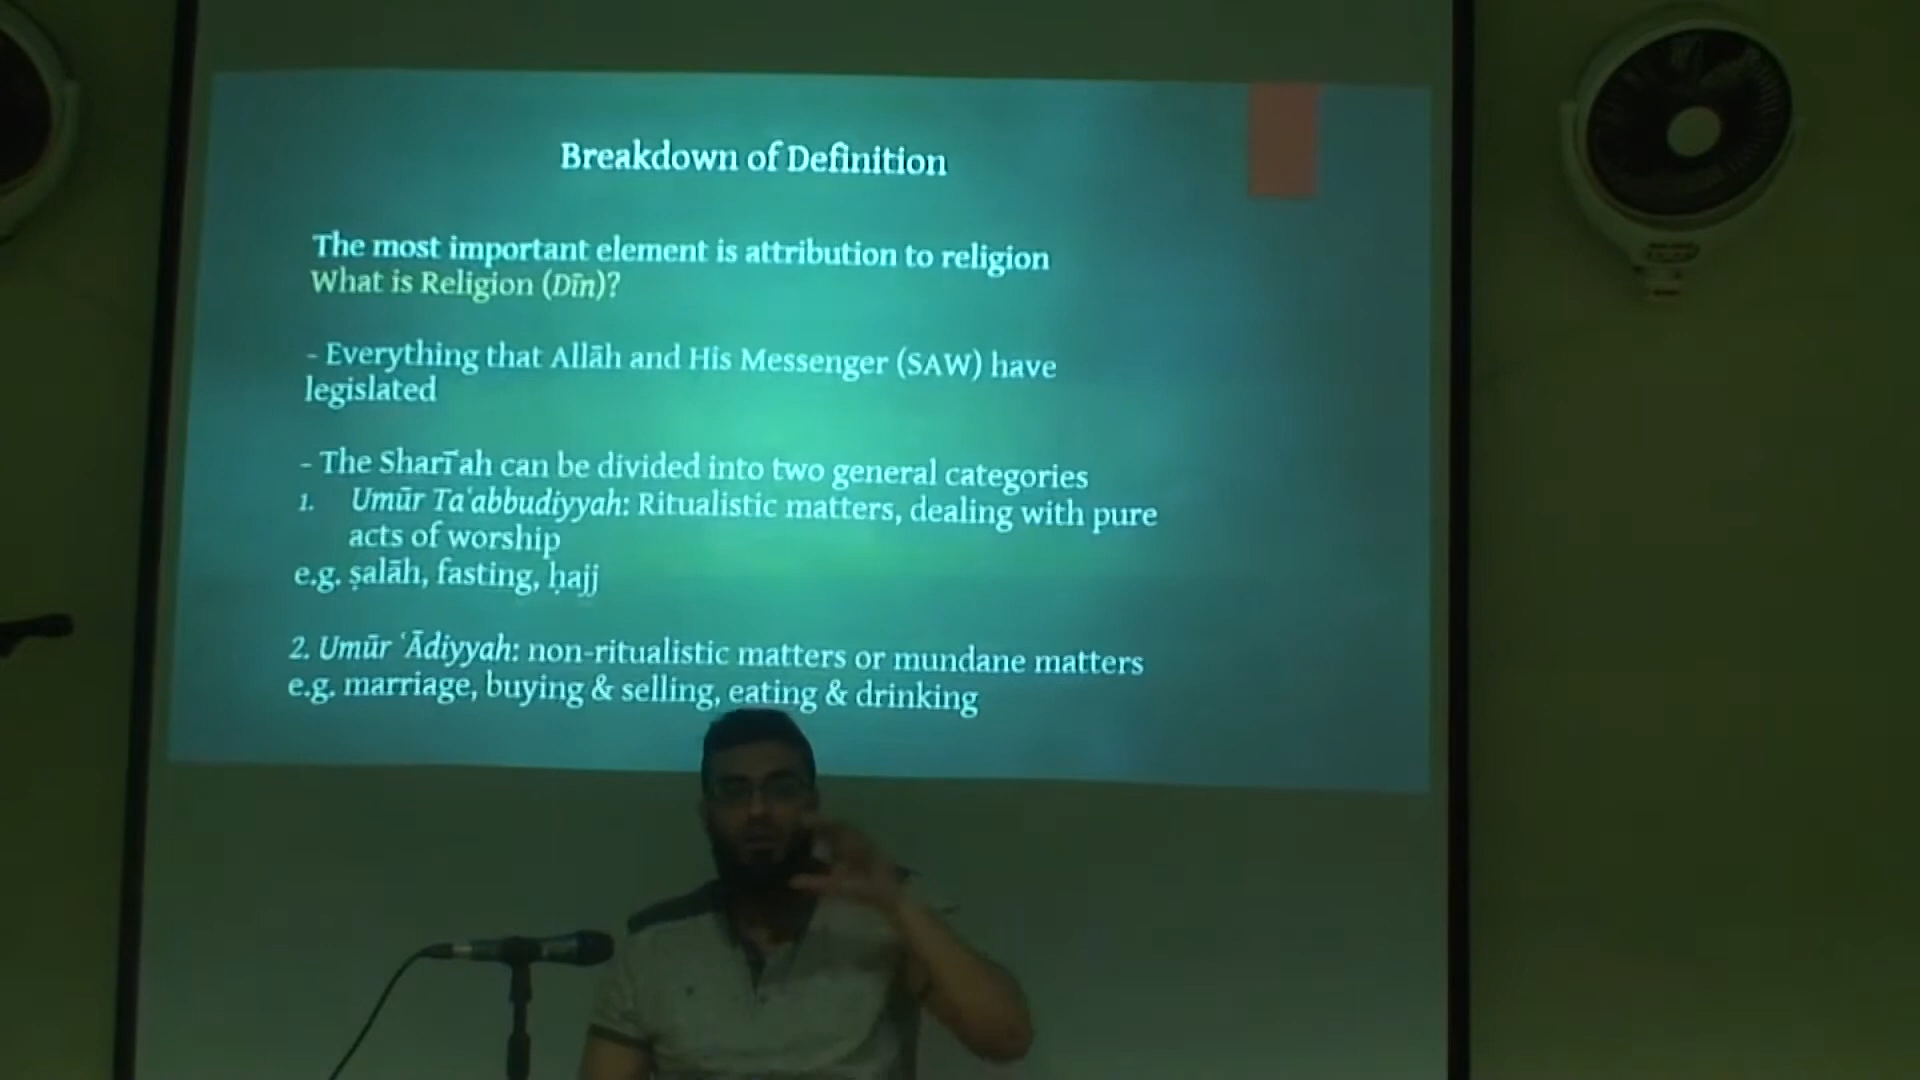 Breakdown of Definition
The most important element is attribution to religion
What is Religion (Dīn)?
- Everything that Allāh and His Messenger (SAW) have
legislated
- The Sharīʿah can be divided into two general categories
1. Umūr Taʿabbudiyyah: Ritualistic matters, dealing with pure
acts of worship
e.g. ṣalāh, fasting, ḥajj
2. Umūr ʿĀdiyyah: non-ritualistic matters or mundane matters
e.g. marriage, buying & selling, eating & drinking